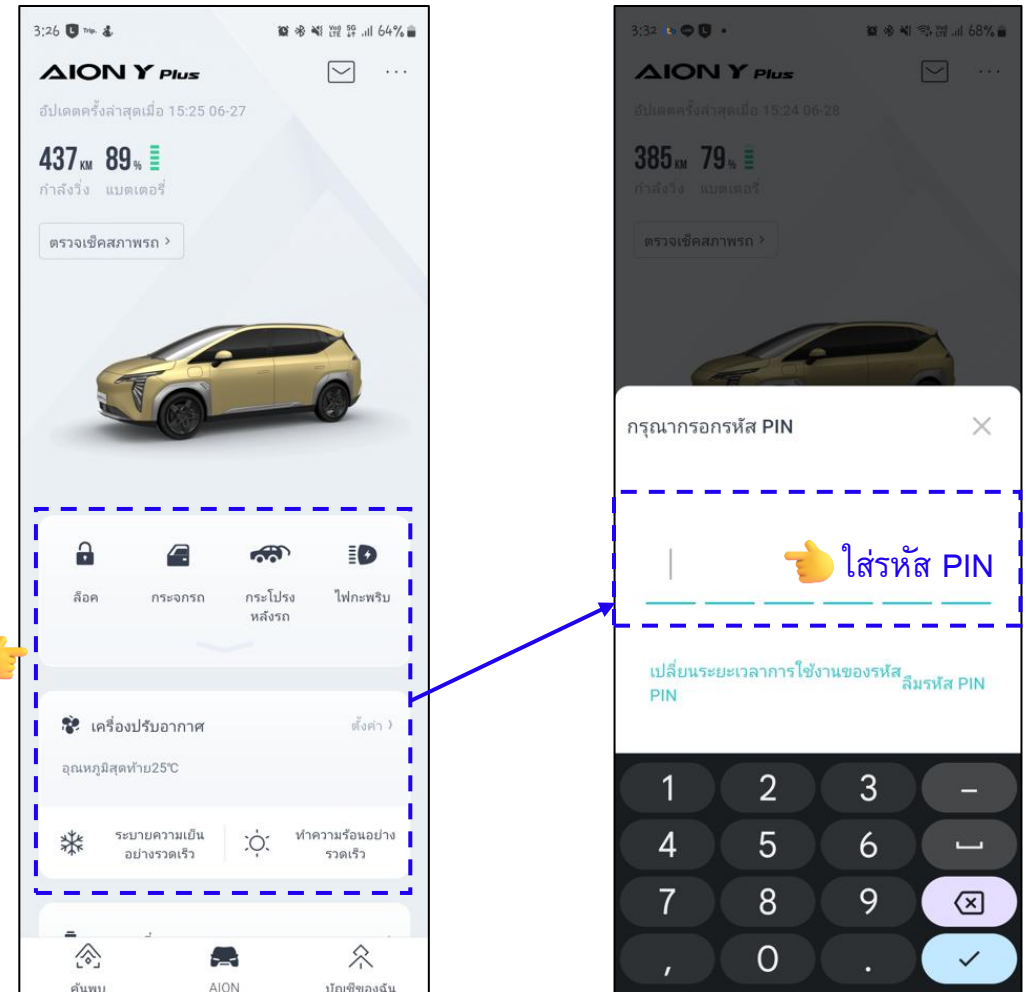 3:26 Trip.
64%
AION Y Plus
อัปเดตครั้งล่าสุดเมื่อ 15:25 06-27
437 KM 89 %
กำลังวิ่ง แบตเตอรี่
ตรวจเช็คสภาพรถ >
ล็อค
กระจกรถ
กระโปรง
หลังรถ
ไฟกะพริบ
เครื่องปรับอากาศ
ตั้งค่า >
อุณหภูมิสุดท้าย25℃
ระบายความเย็น
อย่างรวดเร็ว
ทำความร้อนอย่าง
รวดเร็ว
ค้นพบ
AION
บัญชีของฉัน
3:32
68%
AION Y Plus
อัปเดตครั้งล่าสุดเมื่อ 15:24 06-28
385 KM 79 %
กำลังวิ่ง แบตเตอรี่
ตรวจเช็คสภาพรถ >
กรุณากรอกรหัส PIN
ใส่รหัส PIN
เปลี่ยนระยะเวลาการใช้งานของรหัส
PIN
ลืมรหัส PIN
1 2 3 –
4 5 6
7 8 9
, 0 .